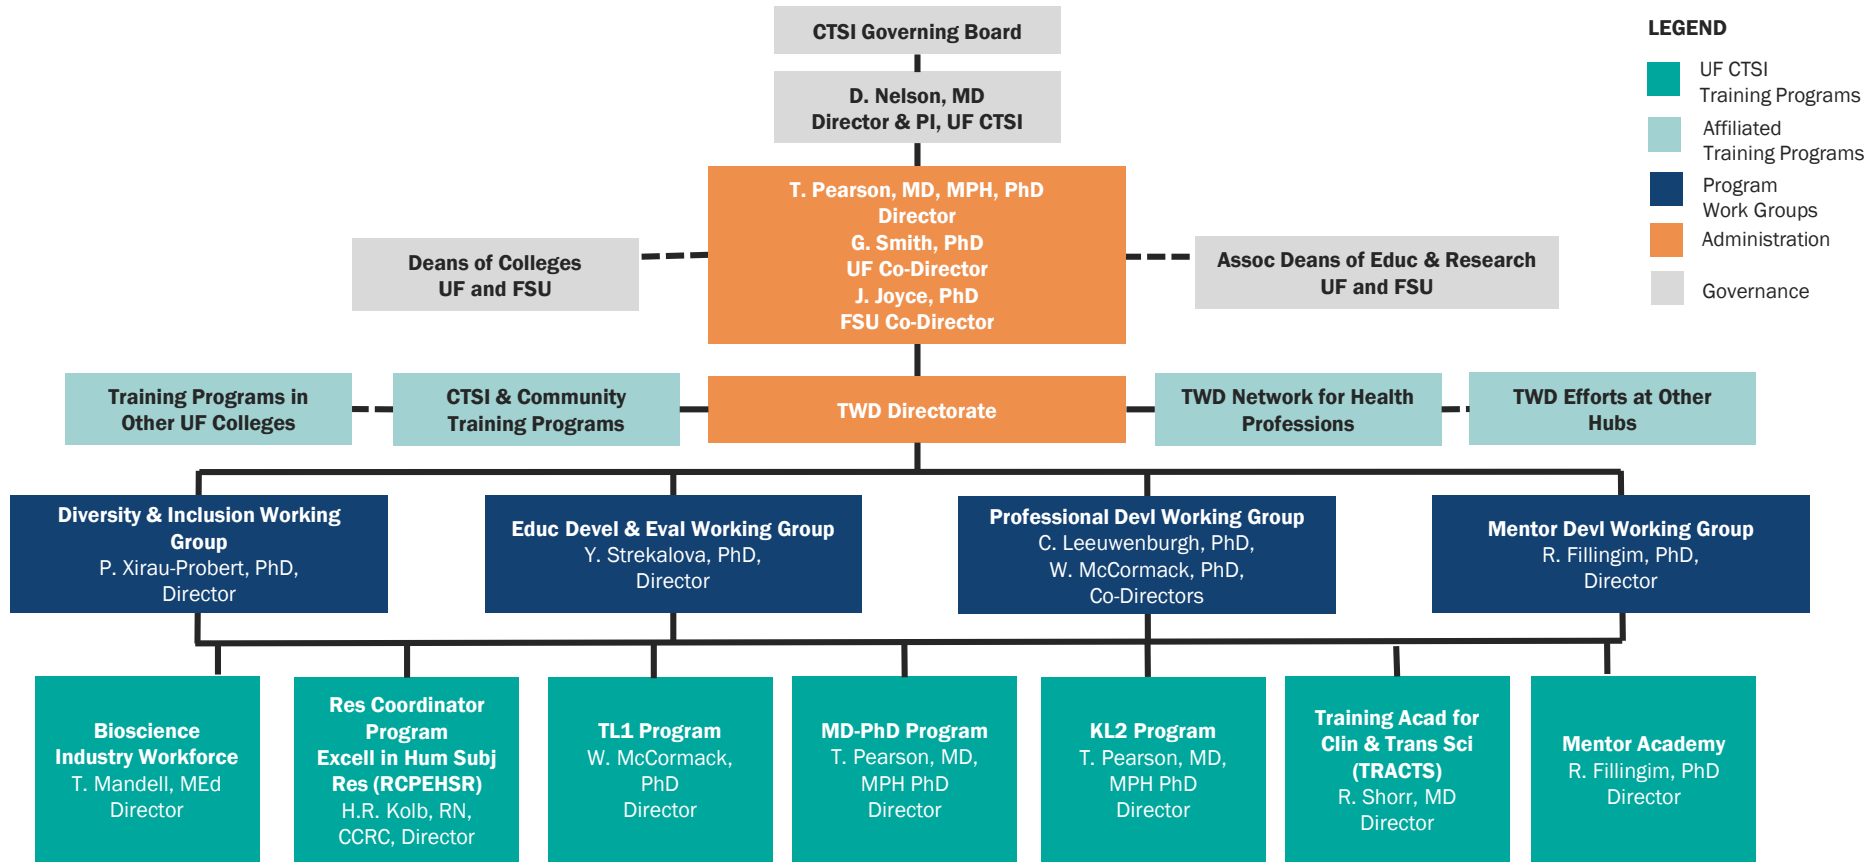 CTSI Governing Board
D. Nelson, MD
Director & PI, UF CTSI
T. Pearson, MD, MPH, PhD
Director
G. Smith, PhD
UF Co-Director
J. Joyce, PhD
FSU Co-Director
Deans of Colleges
UF and FSU
Assoc Deans of Educ & Research
UF and FSU
LEGEND
UF CTSI
Training Programs
Affiliated
Training Programs
Program
Work Groups
Administration
Governance
Training Programs in
Other UF Colleges
CTSI & Community
Training Programs
TWD Directorate
TWD Network for Health
Professions
TWD Efforts at Other
Hubs
Diversity & Inclusion Working
Group
P. Xirau-Probert, PhD,
Director
Educ Devel & Eval Working Group
Y. Strekalova, PhD,
Director
Professional Devl Working Group
C. Leeuwenburgh, PhD,
W. McCormack, PhD,
Co-Directors
Mentor Devl Working Group
R. Fillingim, PhD,
Director
Bioscience
Industry Workforce
T. Mandell, MEd
Director
Res Coordinator
Program
Excell in Hum Subj
Res (RCPEHSR)
H.R. Kolb, RN,
CCRC, Director
TL1 Program
W. McCormack,
PhD
Director
MD-PhD Program
T. Pearson, MD,
MPH PhD
Director
KL2 Program
T. Pearson, MD,
MPH PhD
Director
Training Acad for
Clin & Trans Sci
(TRACTS)
R. Shorr, MD
Director
Mentor Academy
R. Fillingim, PhD
Director